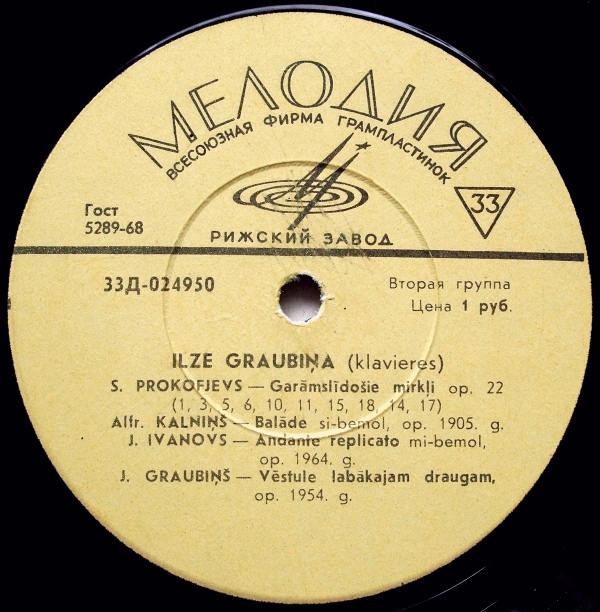 МЕЛОДИЯ
ВСЕСОЮЗНАЯ ФИРМА ГРАМПЛАСТИНОК
33
Гост
5289-68
РИЖСКИЙ ЗАВОД
33Д-024950
Вторая группа
Цена 1 руб.
ILZE GRAUBIŅA (klavieres)
S. PROKOFJEVS — Garāmslīdošie mirkļi op. 22
(1, 3, 5, 6, 10, 11, 15, 18, 14, 17)
Alfr. KALNIŅŠ — Balāde si-bemol, op. 1905. g.
J. IVANOVS — Andante replicato mi-bemol,
op. 1964. g.
J. GRAUBIŅŠ — Vēstule labākajam draugam,
op. 1954. g.